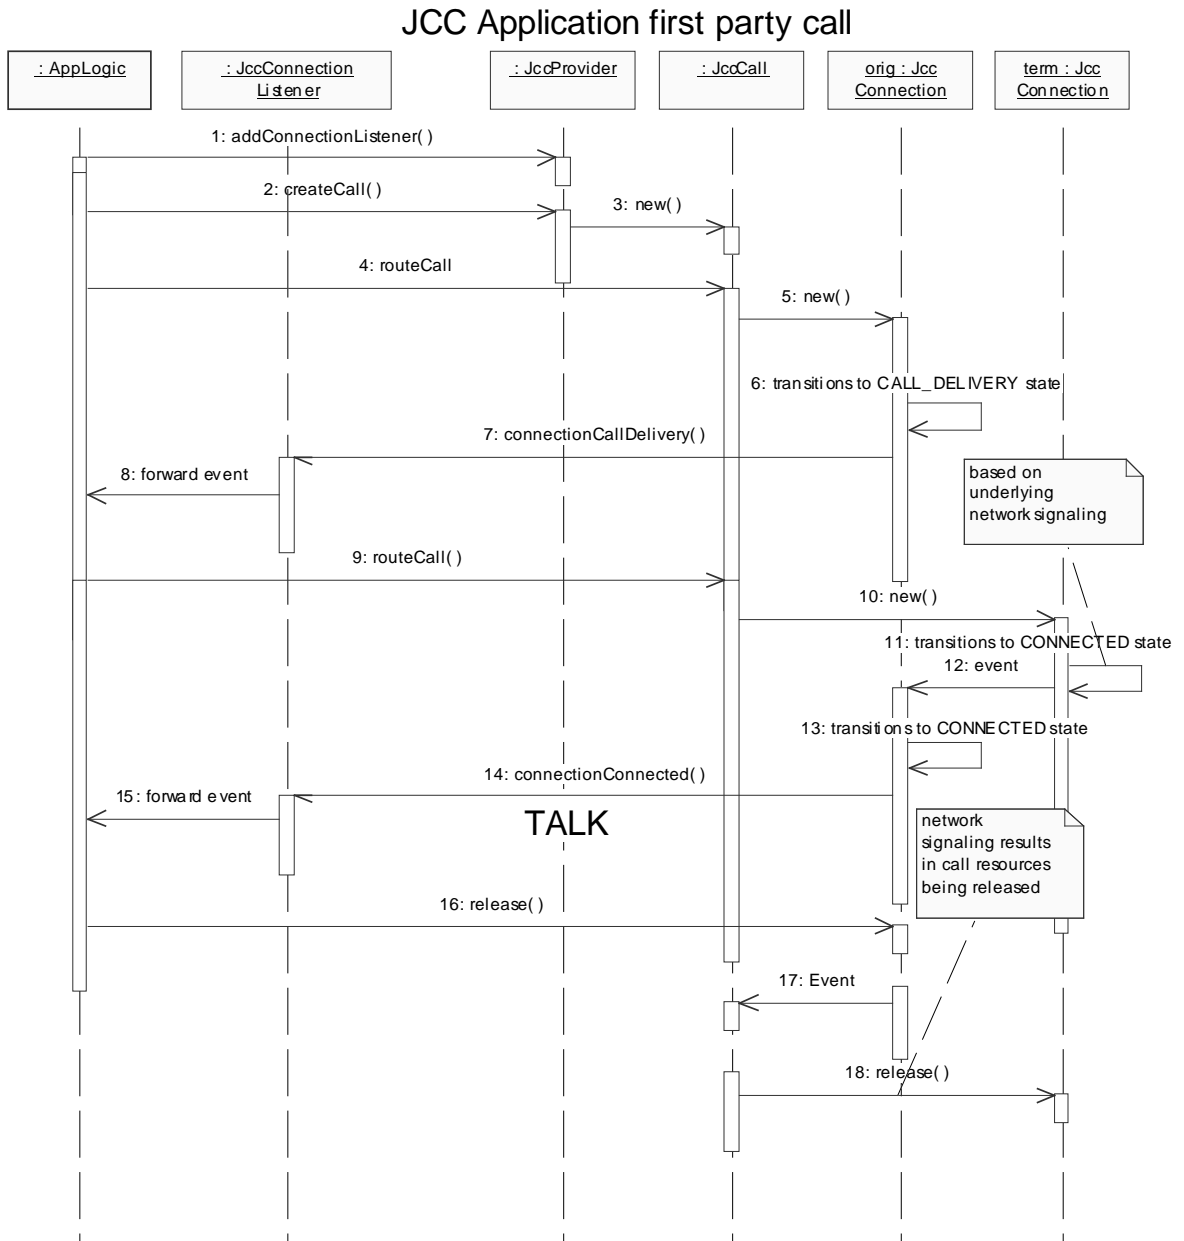 JCC Application first party call
: AppLogic
: JccConnection
Listener
: JccProvider
: JccCall
orig : Jcc
Connection
term : Jcc
Connection
1: addConnectionListener( )
2: createCall( )
3: new( )
4: routeCall
5: new( )
6: transitions to CALL_DELIVERY state
7: connectionCallDelivery( )
8: forward event
based on
underlying
network signaling
9: routeCall( )
10: new( )
11: transitions to CONNECTED state
12: event
13: transitions to CONNECTED state
14: connectionConnected( )
15: forward event
TALK
network
signaling results
in call resources
being released
16: release( )
17: Event
18: release( )